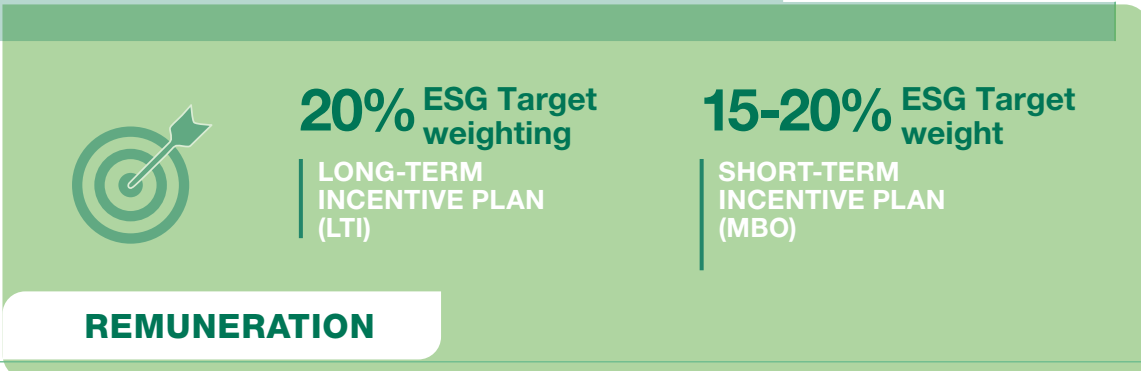 20% ESG Target
weighting
LONG-TERM
INCENTIVE PLAN
(LTI)
15-20% ESG Target
weight
SHORT-TERM
INCENTIVE PLAN
(MBO)
REMUNERATION